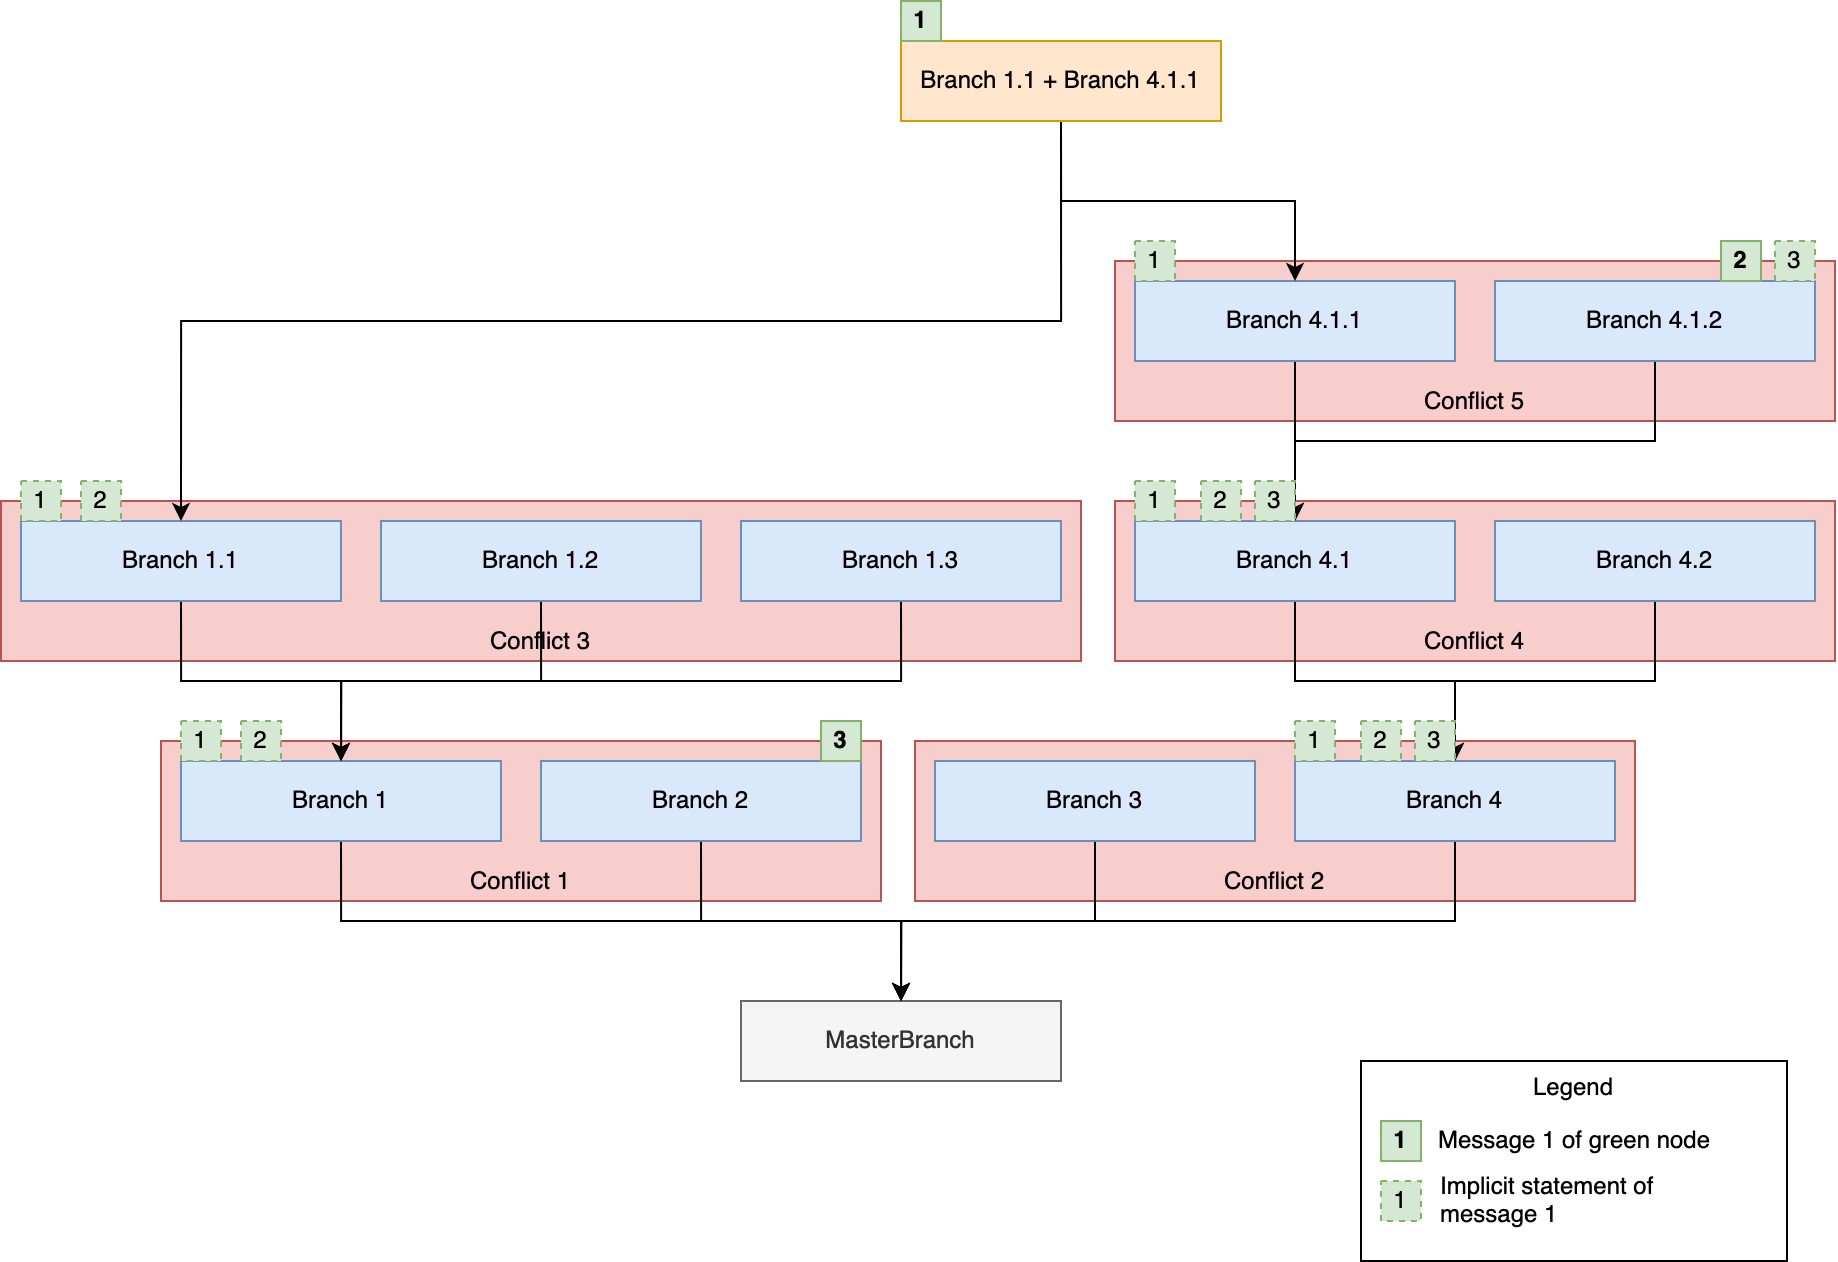 1
Branch 1.1 + Branch 4.1.1
1
2
3
Branch 4.1.1
Branch 4.1.2
Conflict 5
1
2
1
2
3
Branch 1.1
Branch 1.2
Branch 1.3
Branch 4.1
Branch 4.2
Conflict 3
Conflict 4
1
2
3
1
2
3
Branch 1
Branch 2
Branch 3
Branch 4
Conflict 1
Conflict 2
MasterBranch
Legend
1
Message 1 of green node
1
Implicit statement of
message 1